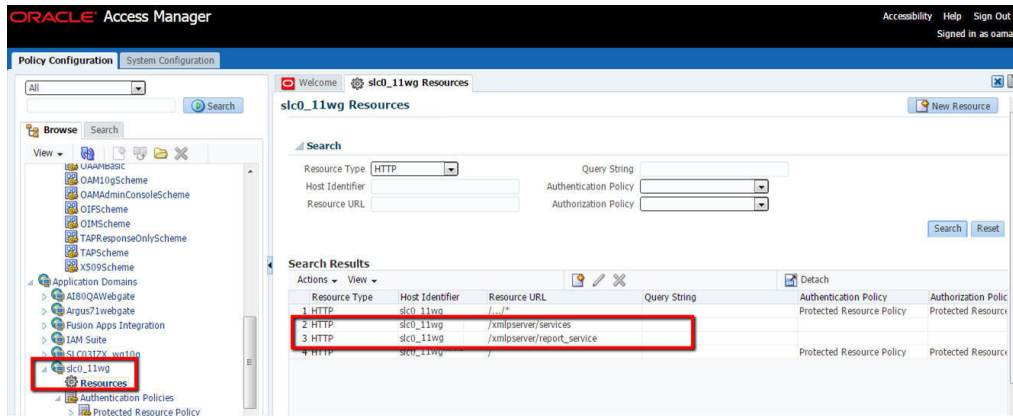 ORACLE Access Manager
Accessibility Help Sign Out
Signed in as oama
Policy Configuration System Configuration
All
Search
Browse Search
View
UAAMBasic
OAM10gScheme
OAMAdminConsoleScheme
OIFScheme
OIMScheme
TAPResponseOnlyScheme
TAPScheme
X509Scheme
Application Domains
AI80QAWebgate
Argus71webgate
Fusion Apps Integration
IAM Suite
SLC03IZX_wg10g
slc0_11wg
Resources
Authentication Policies
Protected Resource Policy
Welcome slc0_11wg Resources
slc0_11wg Resources
New Resource
Search
Resource Type HTTP Query String
Host Identifier Authentication Policy
Resource URL Authorization Policy
Search Reset
Search Results
Actions View Detach
Resource Type Host Identifier Resource URL Query String Authentication Policy Authorization Polic
1 HTTP slc0_11wg /.../* Protected Resource Policy Protected Resource
2 HTTP slc0_11wg /xmlpserver/services
3 HTTP slc0_11wg /xmlpserver/report_service
4 HTTP slc0_11wg / Protected Resource Policy Protected Resource